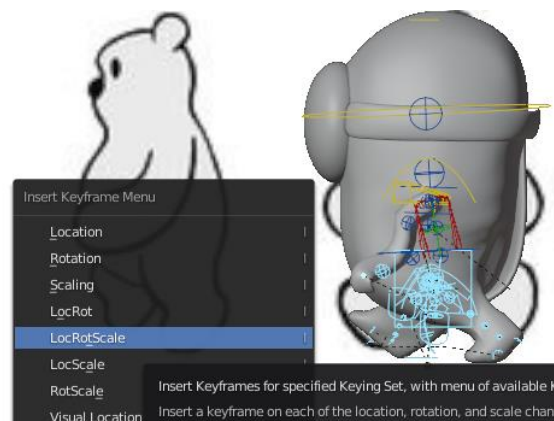 Insert Keyframe Menu
Location
Rotation
Scaling
LocRot
LocRotScale
LocScale
RotScale
Visual Location
Insert Keyframes for specified Keying Set, with menu of available
Insert a keyframe on each of the location, rotation, and scale